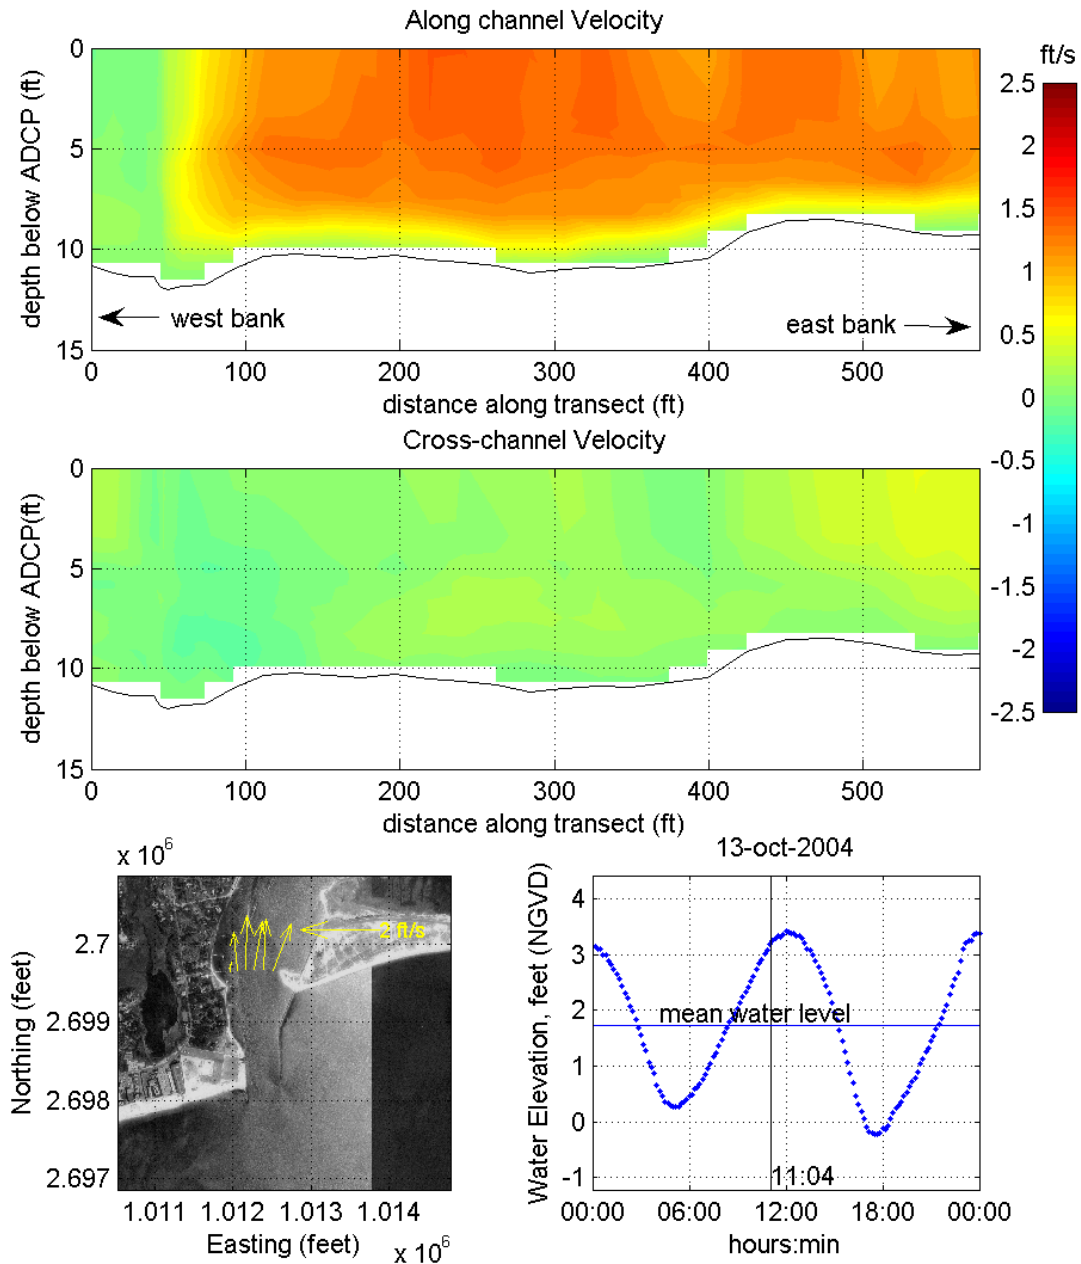 Along channel Velocity
ft/s
depth below ADCP (ft)
0
5
10
15
west bank
east bank
0 100 200 300 400 500
distance along transect (ft)
2.5
2
1.5
1
0.5
0
-0.5
-1
-1.5
-2
-2.5
Cross-channel Velocity
depth below ADCP(ft)
0
5
10
15
0 100 200 300 400 500
distance along transect (ft)
x 10⁶
Northing (feet)
2.7
2.699
2.698
2.697
2 ft/s
1.011 1.012 1.013 1.014
Easting (feet) x 10⁶
13-oct-2004
Water Elevation, feet (NGVD)
4
3
2
1
0
-1
mean water level
11:04
00:00 06:00 12:00 18:00 00:00
hours:min